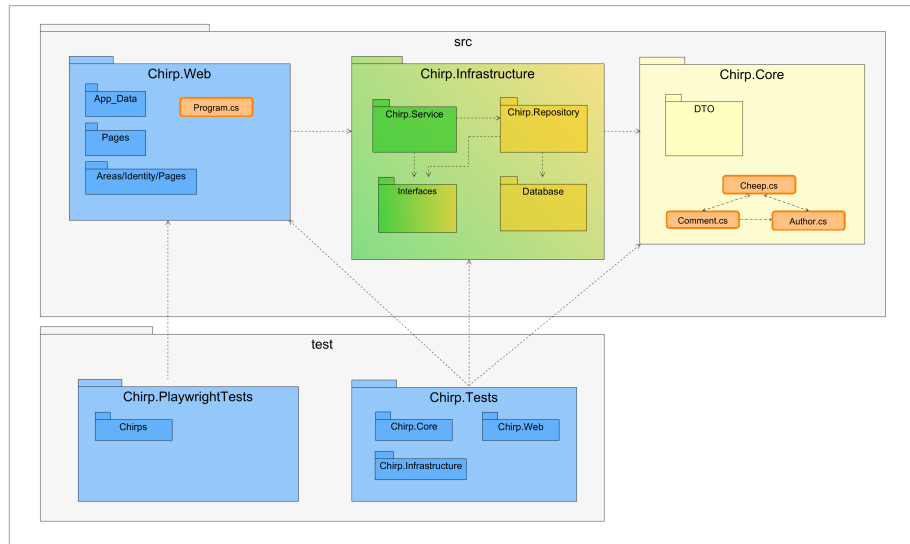 src
Chirp.Web
App_Data
Program.cs
Pages
Areas/Identity/Pages
Chirp.Infrastructure
Chirp.Service
Chirp.Repository
Interfaces
Database
Chirp.Core
DTO
Cheep.cs
Comment.cs
Author.cs
test
Chirp.PlaywrightTests
Chirps
Chirp.Tests
Chirp.Core
Chirp.Web
Chirp.Infrastructure